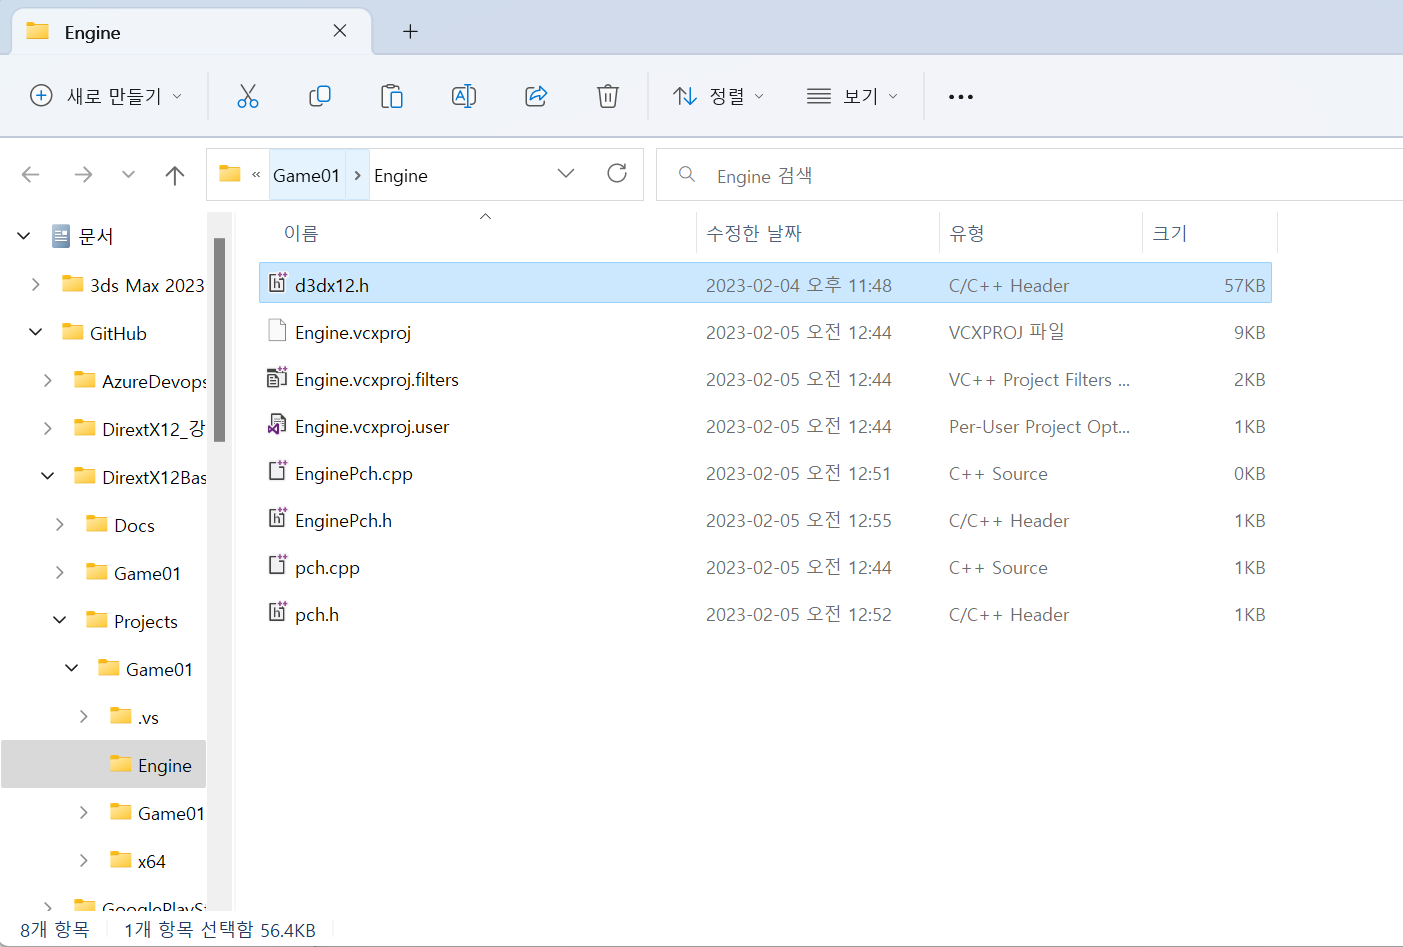 Engine
새로 만들기
정렬
보기
« Game01 > Engine
Engine 검색
문서
3ds Max 2023
GitHub
AzureDevops
DirextX12_강
DirextX12Bas
Docs
Game01
Projects
Game01
.vs
Engine
Game01
x64
GooglePlaySt
이름 수정한 날짜 유형 크기
d3dx12.h 2023-02-04 오후 11:48 C/C++ Header 57KB
Engine.vcxproj 2023-02-05 오전 12:44 VCXPROJ 파일 9KB
Engine.vcxproj.filters 2023-02-05 오전 12:44 VC++ Project Filters ... 2KB
Engine.vcxproj.user 2023-02-05 오전 12:44 Per-User Project Opt... 1KB
EnginePch.cpp 2023-02-05 오전 12:51 C++ Source 0KB
EnginePch.h 2023-02-05 오전 12:55 C/C++ Header 1KB
pch.cpp 2023-02-05 오전 12:44 C++ Source 1KB
pch.h 2023-02-05 오전 12:52 C/C++ Header 1KB
8개 항목 1개 항목 선택함 56.4KB